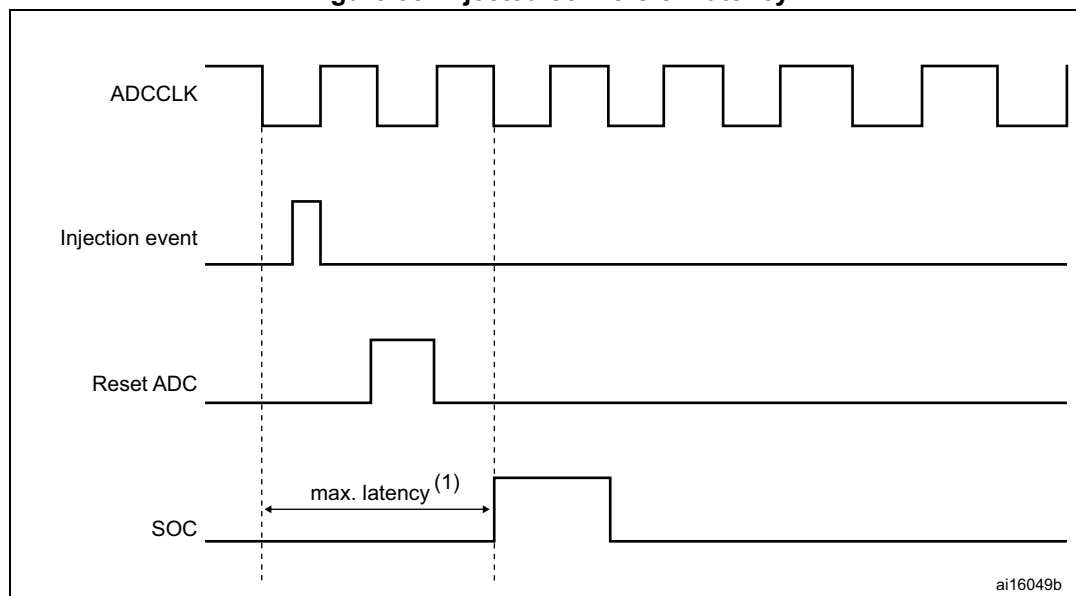 ADCCLK
Injection event
Reset ADC
max. latency (1)
SOC
ai16049b